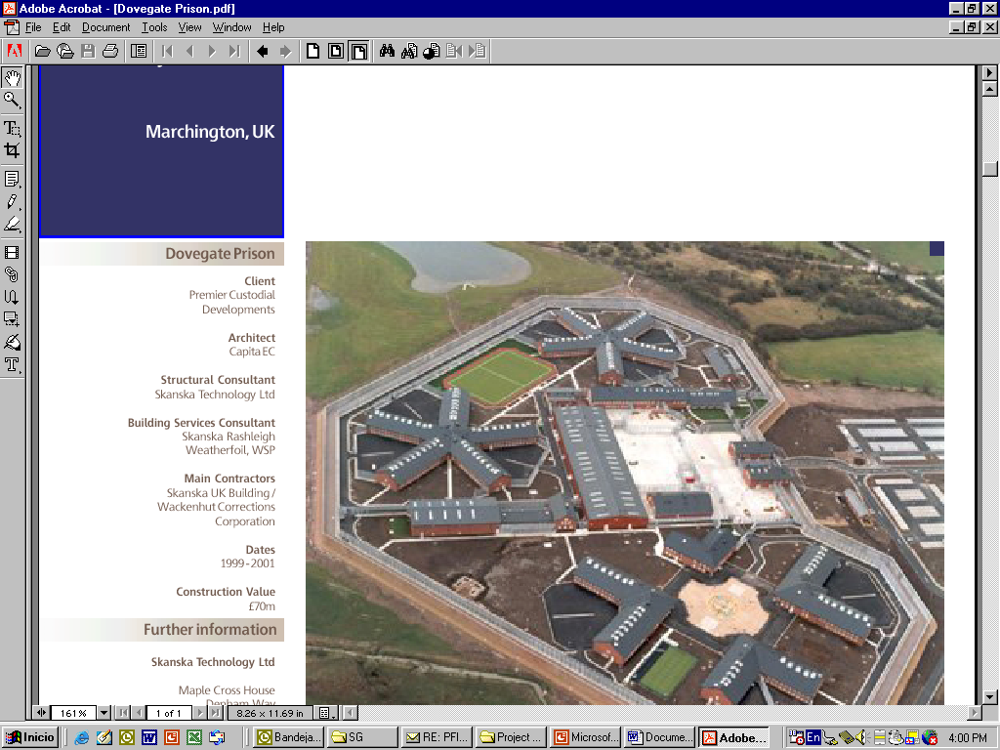 Adobe Acrobat - [Dovegate Prison.pdf]
File Edit Document Tools View Window Help
Marchington, UK
Dovegate Prison
Client
Premier Custodial
Developments
Architect
Capita EC
Structural Consultant
Skanska Technology Ltd
Building Services Consultant
Skanska Rashleigh
Weatherfoil, WSP
Main Contractors
Skanska UK Building /
Wackenhut Corrections
Corporation
Dates
1999-2001
Construction Value
£70m
Further information
Skanska Technology Ltd
Maple Cross House
Denham Way
161% 1 of 1 8.26 x 11.69 in
Inicio Bandeja... SG RE: PFI... Project ... Microsof... Docume... Adobe... En 4:00 PM